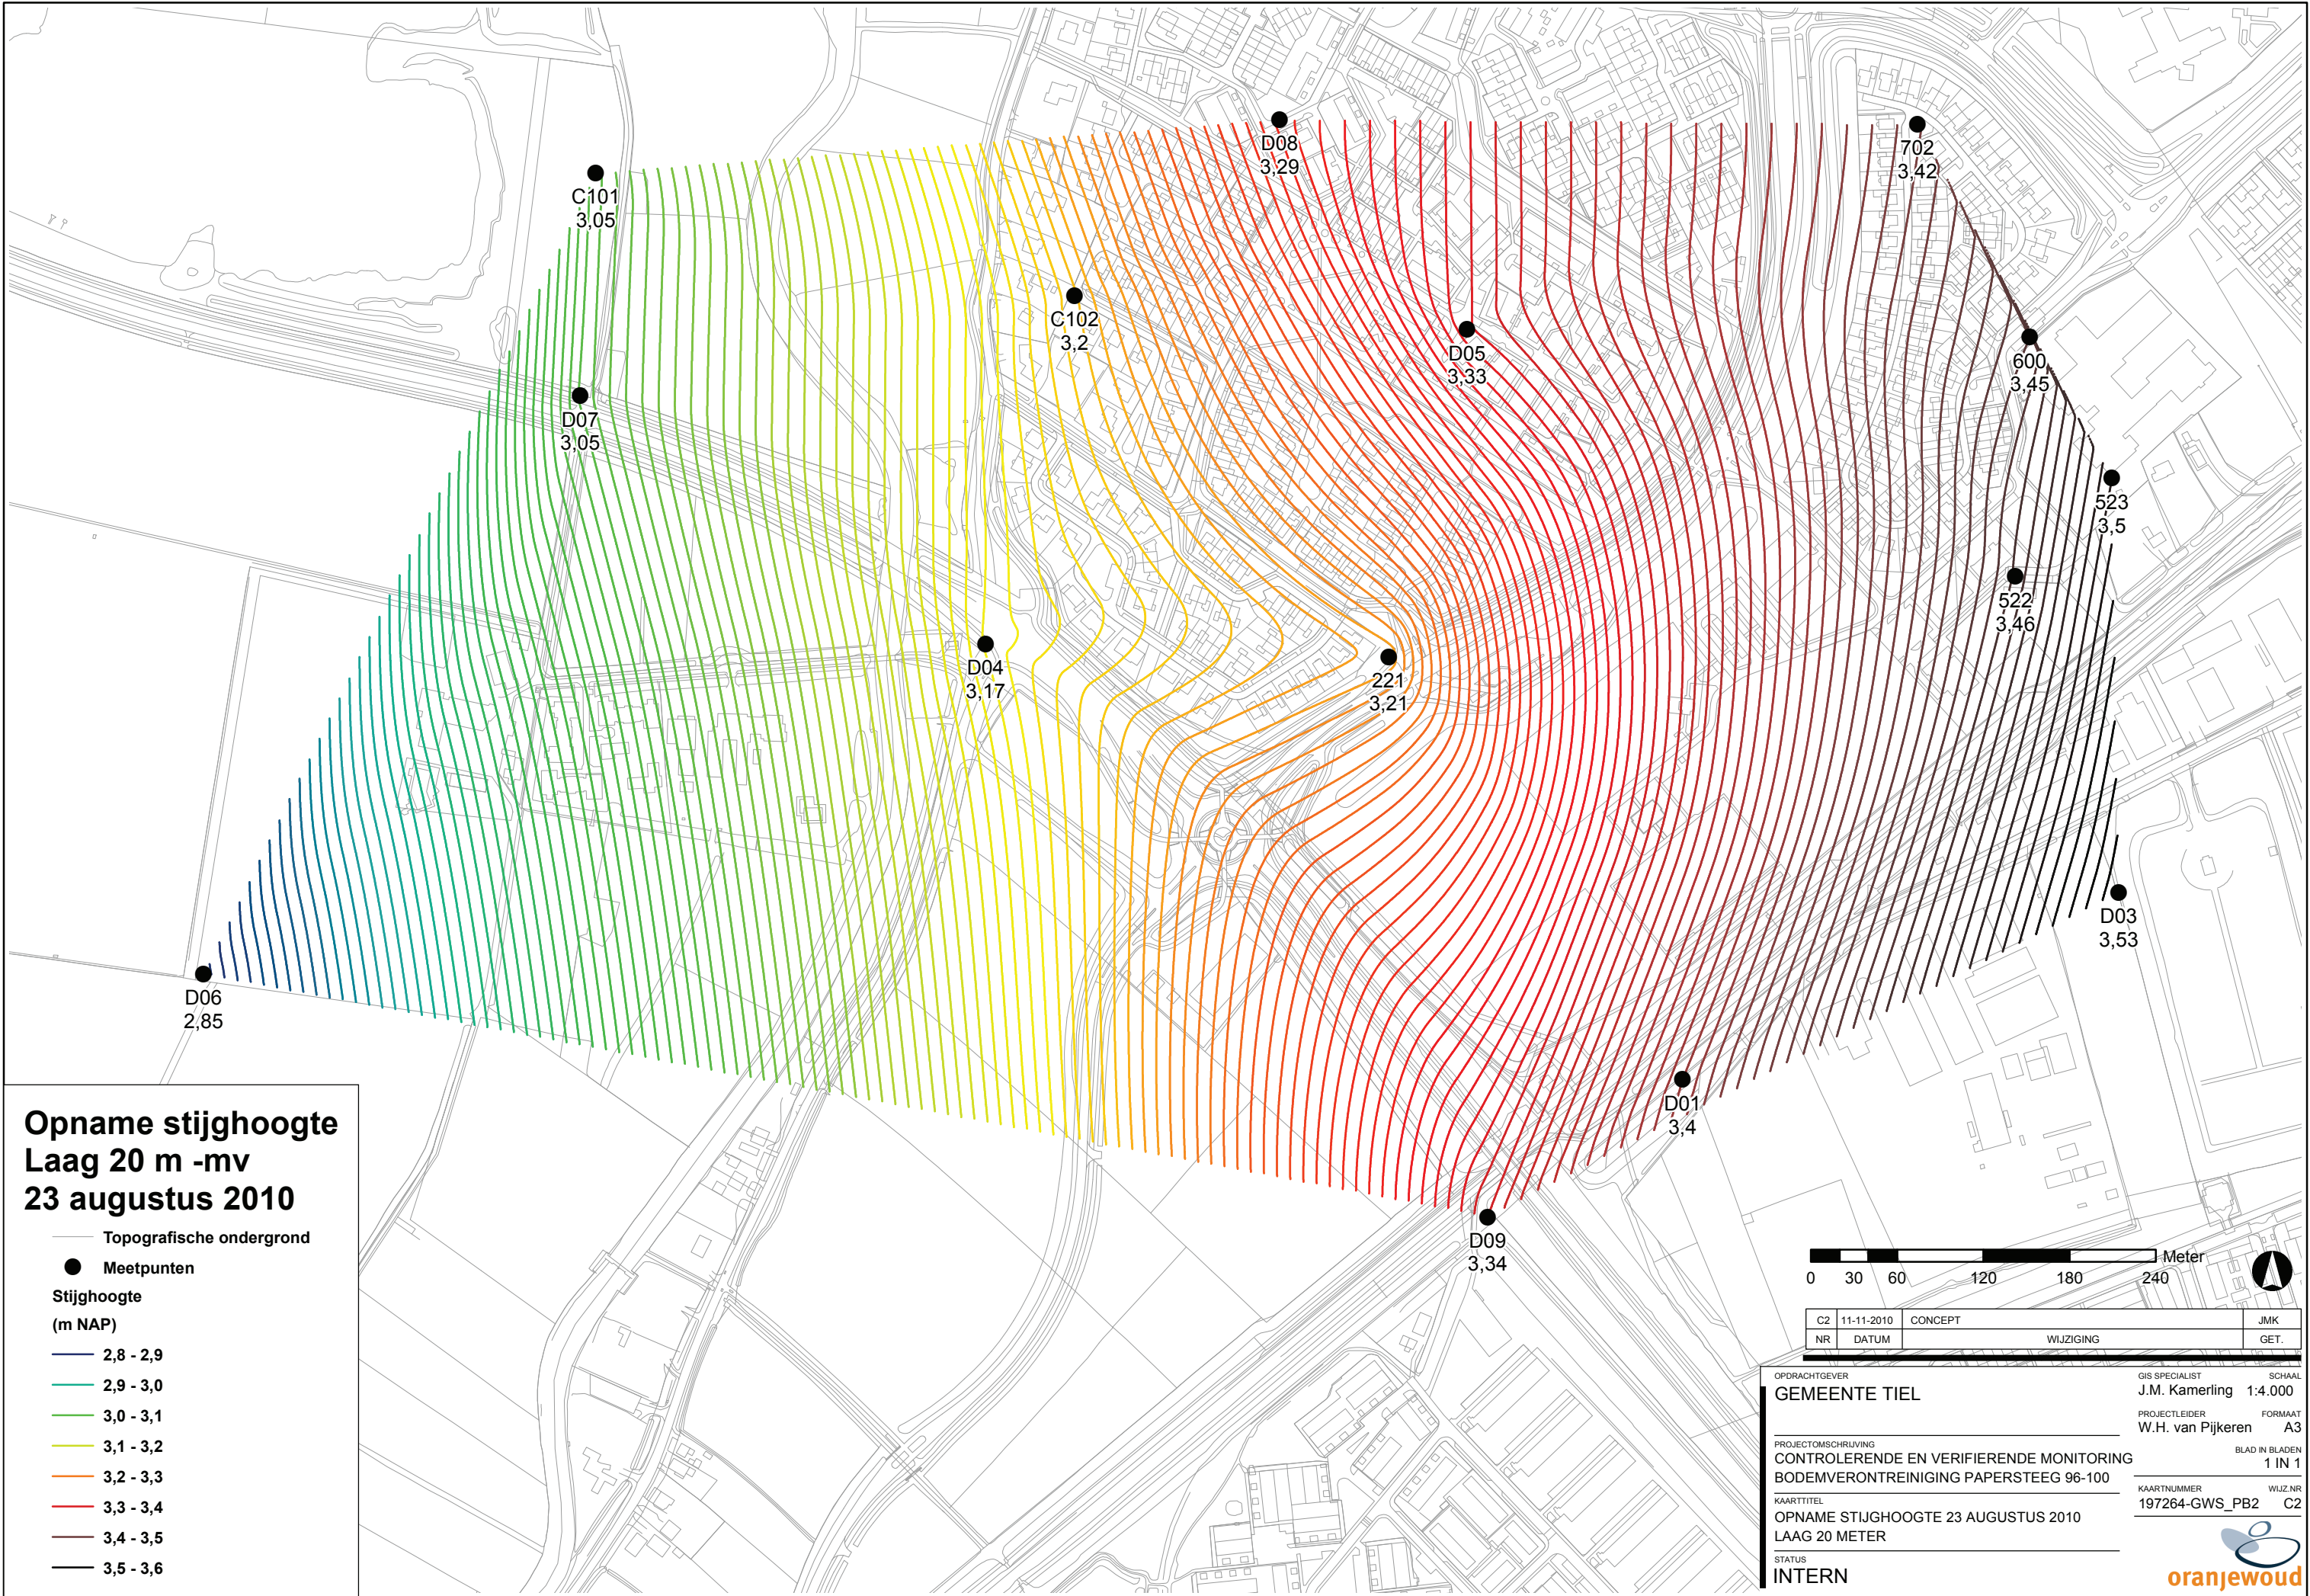 D08
3,29
702
3,42
C101
3,05
C102
3,2
D05
3,33
600
3,45
D07
3,05
523
3,5
522
3,46
D04
3,17
221
3,21
D03
3,53
D06
2,85
D01
3,4
D09
3,34
Opname stijghoogte
Laag 20 m -mv
23 augustus 2010
Topografische ondergrond
Meetpunten
Stijghoogte
(m NAP)
2,8 - 2,9
2,9 - 3,0
3,0 - 3,1
3,1 - 3,2
3,2 - 3,3
3,3 - 3,4
3,4 - 3,5
3,5 - 3,6
Meter
0 30 60 120 180 240
C2 11-11-2010 CONCEPT JMK
NR DATUM WIJZIGING GET.
OPDRACHTGEVER
GEMEENTE TIEL
GIS SPECIALIST SCHAAL
J.M. Kamerling 1:4.000
PROJECTLEIDER FORMAAT
W.H. van Pijkeren A3
PROJECTOMSCHRIJVING
CONTROLERENDE EN VERIFIERENDE MONITORING
BODEMVERONTREINIGING PAPERSTEEG 96-100
BLAD IN BLADEN
1 IN 1
KAARTNUMMER WIJZ.NR
197264-GWS_PB2 C2
KAARTTITEL
OPNAME STIJGHOOGTE 23 AUGUSTUS 2010
LAAG 20 METER
STATUS
INTERN
oranjewoud